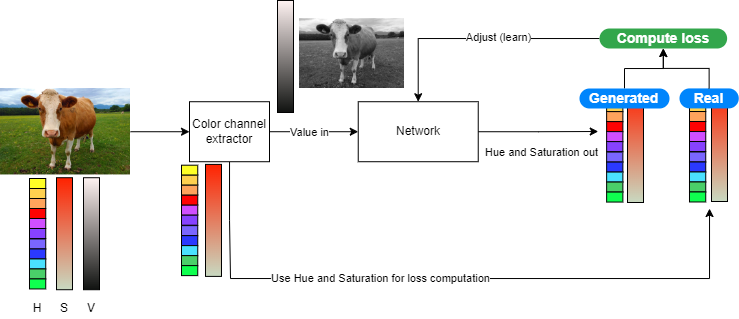 Adjust (learn)
Compute loss
Color channel
extractor
Value in
Network
Generated
Real
Hue and Saturation out
Use Hue and Saturation for loss computation
H S V